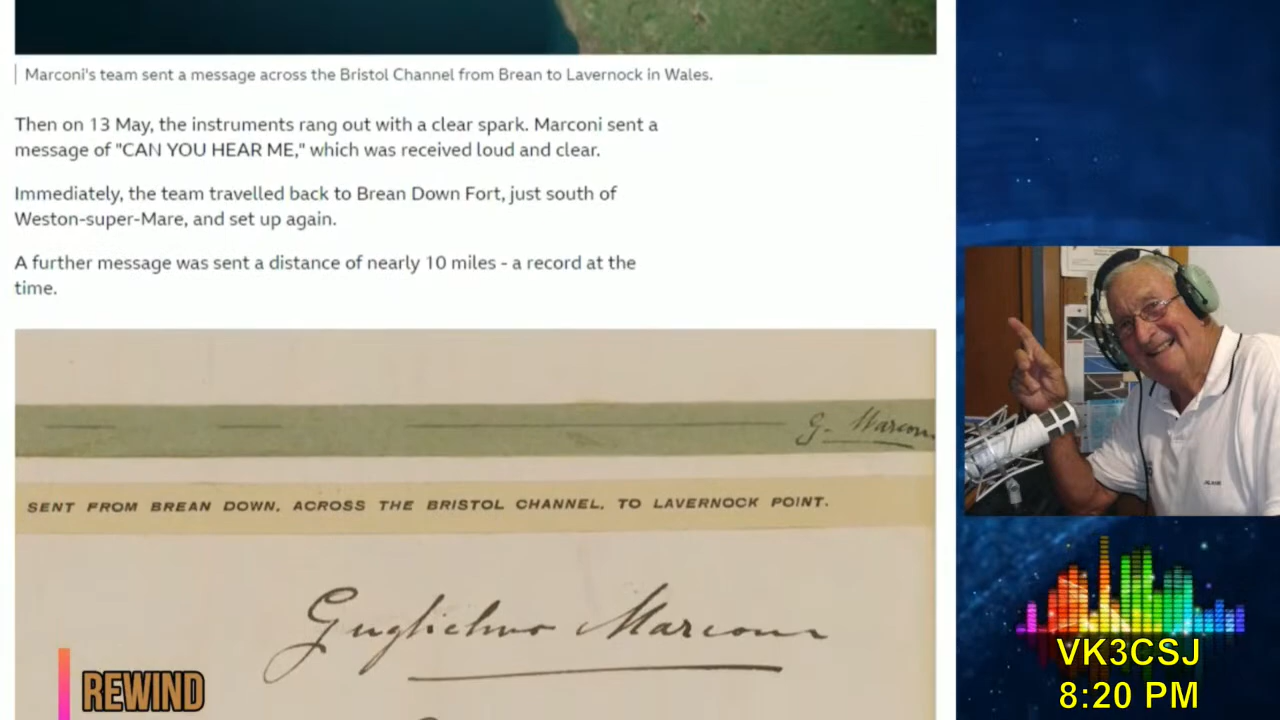 Marconi's team sent a message across the Bristol Channel from Brean to Lavernock in Wales.
Then on 13 May, the instruments rang out with a clear spark. Marconi sent a
message of "CAN YOU HEAR ME," which was received loud and clear.
Immediately, the team travelled back to Brean Down Fort, just south of
Weston-super-Mare, and set up again.
A further message was sent a distance of nearly 10 miles - a record at the
time.
G. Marconi
SENT FROM BREAN DOWN, ACROSS THE BRISTOL CHANNEL, TO LAVERNOCK POINT.
Guglielmo Marconi
REWIND
VK3CSJ
8:20 PM